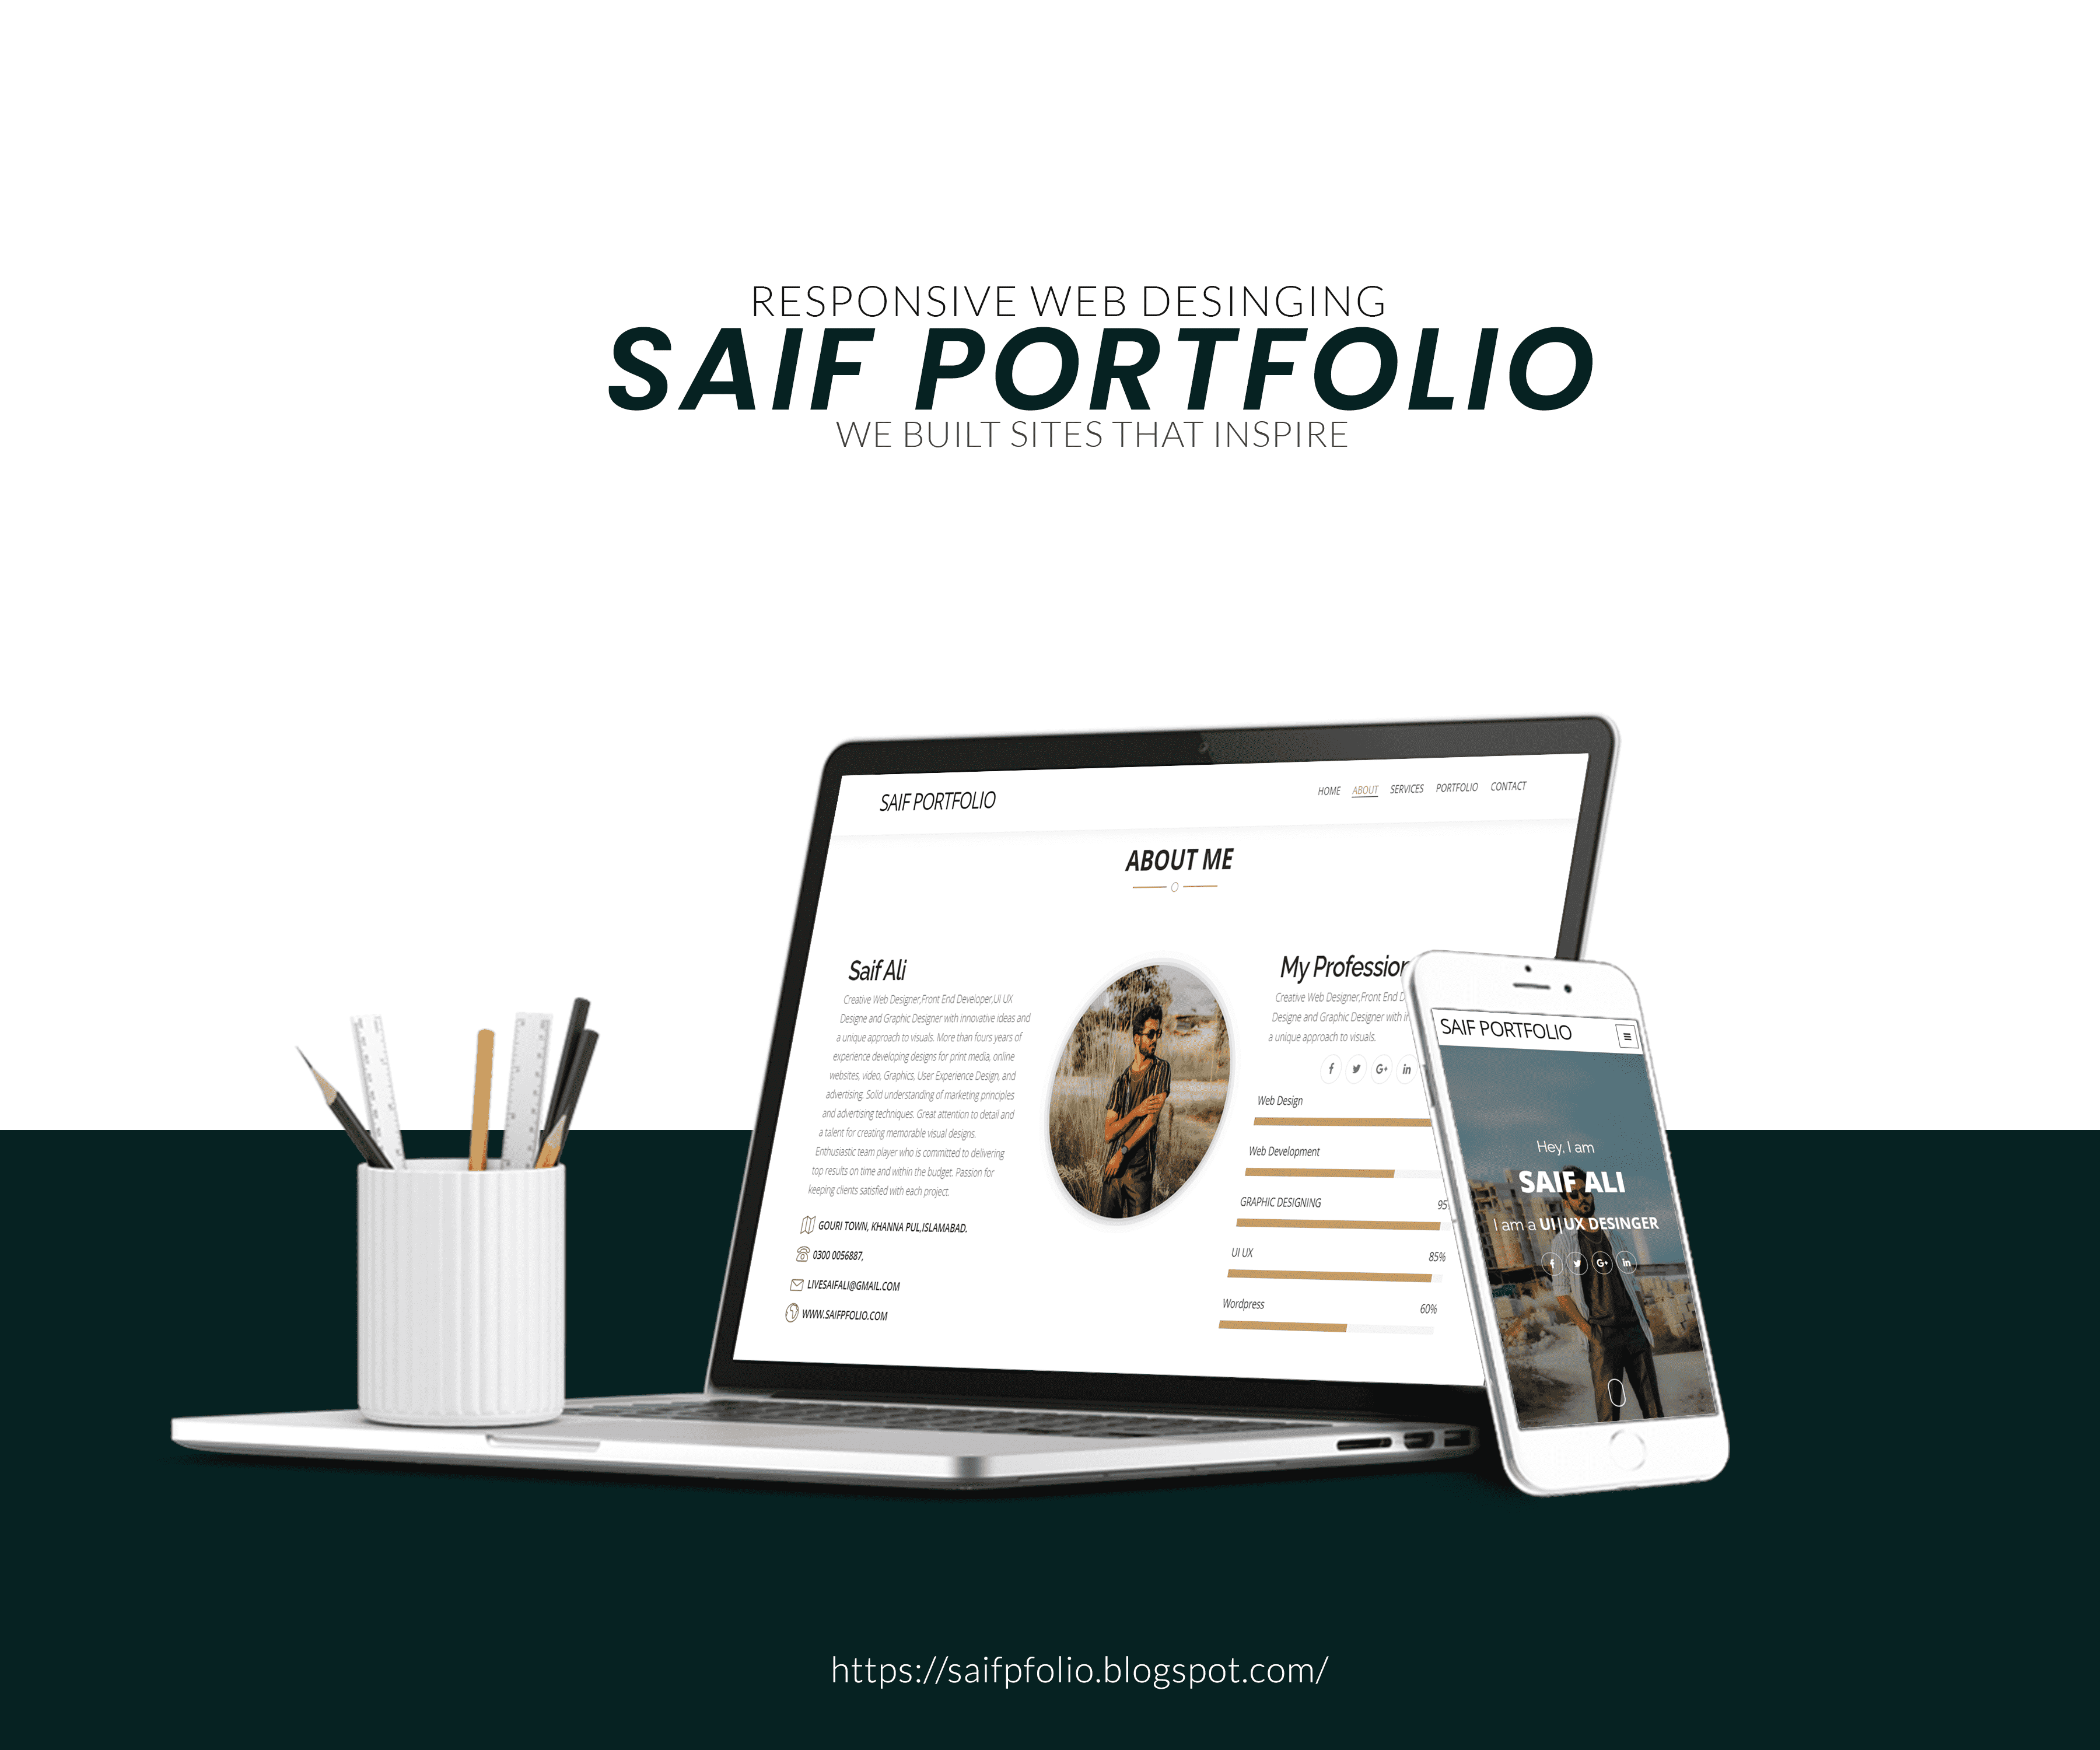 RESPONSIVE WEB DESINGING
SAIF PORTFOLIO
WE BUILT SITES THAT INSPIRE
SAIF PORTFOLIO
HOME ABOUT SERVICES PORTFOLIO CONTACT
ABOUT ME
Saif Ali
Creative Web Designer,Front End Developer,UI UX
Designe and Graphic Designer with innovative ideas and
a unique approach to visuals. More than fours years of
experience developing designs for print media, online
websites, video, Graphics, User Experience Design, and
advertising. Solid understanding of marketing principles
and advertising techniques. Great attention to detail and
a talent for creating memorable visual designs.
Enthusiastic team player who is committed to delivering
top results on time and within the budget. Passion for
keeping clients satisfied with each project.
GOURI TOWN, KHANNA PUL,ISLAMABAD.
0300 0056887,
LIVESAIFALI@GMAIL.COM
WWW.SAIFPFOLIO.COM
My Profession
Creative Web Designer,Front End D
Designe and Graphic Designer with
a unique approach to visuals.
f G+ in
Web Design
Web Development
GRAPHIC DESIGNING 95
UI UX 85%
Wordpress 60%
SAIF PORTFOLIO
Hey, I am
SAIF ALI
I am a UI|UX DESINGER
f G+ in
https://saifpfolio.blogspot.com/